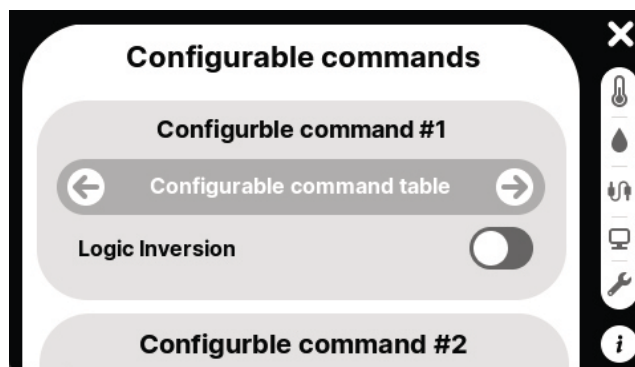 Configurable commands
Configurble command #1
Configurable command table
Logic Inversion
Configurble command #2
i